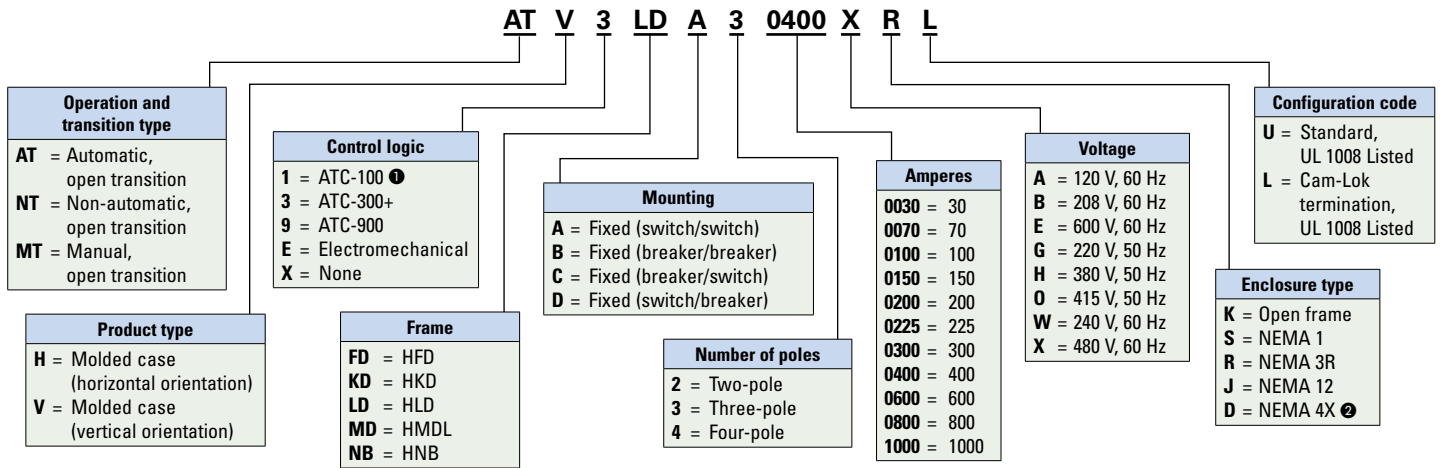 AT V 3 LD A 3 0400 X R L
Operation and
transition type
AT = Automatic,
open transition
NT = Non-automatic,
open transition
MT = Manual,
open transition
Product type
H = Molded case
(horizontal orientation)
V = Molded case
(vertical orientation)
Control logic
1 = ATC-100 ❶
3 = ATC-300+
9 = ATC-900
E = Electromechanical
X = None
Frame
FD = HFD
KD = HKD
LD = HLD
MD = HMDL
NB = HNB
Mounting
A = Fixed (switch/switch)
B = Fixed (breaker/breaker)
C = Fixed (breaker/switch)
D = Fixed (switch/breaker)
Number of poles
2 = Two-pole
3 = Three-pole
4 = Four-pole
Amperes
0030 = 30
0070 = 70
0100 = 100
0150 = 150
0200 = 200
0225 = 225
0300 = 300
0400 = 400
0600 = 600
0800 = 800
1000 = 1000
Voltage
A = 120 V, 60 Hz
B = 208 V, 60 Hz
E = 600 V, 60 Hz
G = 220 V, 50 Hz
H = 380 V, 50 Hz
O = 415 V, 50 Hz
W = 240 V, 60 Hz
X = 480 V, 60 Hz
Configuration code
U = Standard,
UL 1008 Listed
L = Cam-Lok
termination,
UL 1008 Listed
Enclosure type
K = Open frame
S = NEMA 1
R = NEMA 3R
J = NEMA 12
D = NEMA 4X ❷